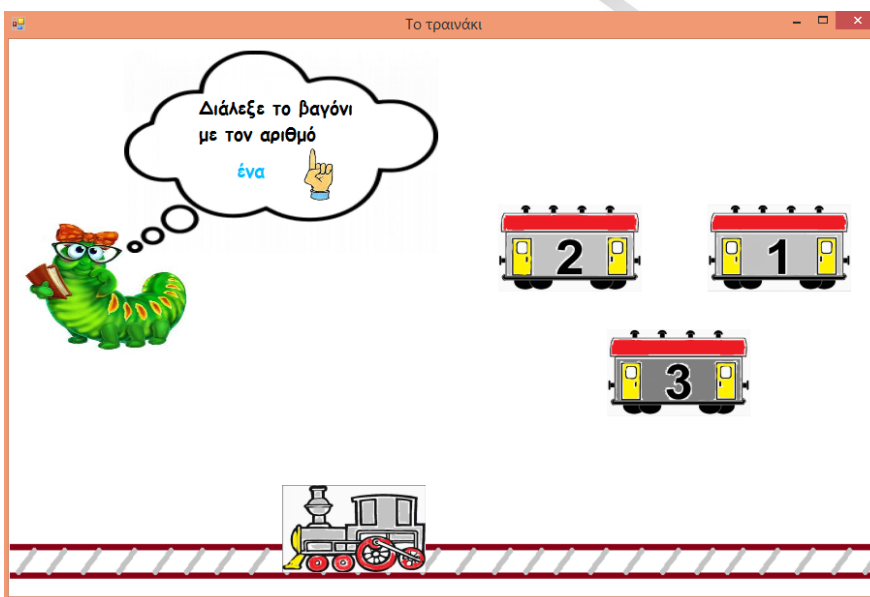 Το τραινάκι
Διάλεξε το βαγόνι
με τον αριθμό
ένα
2
1
3